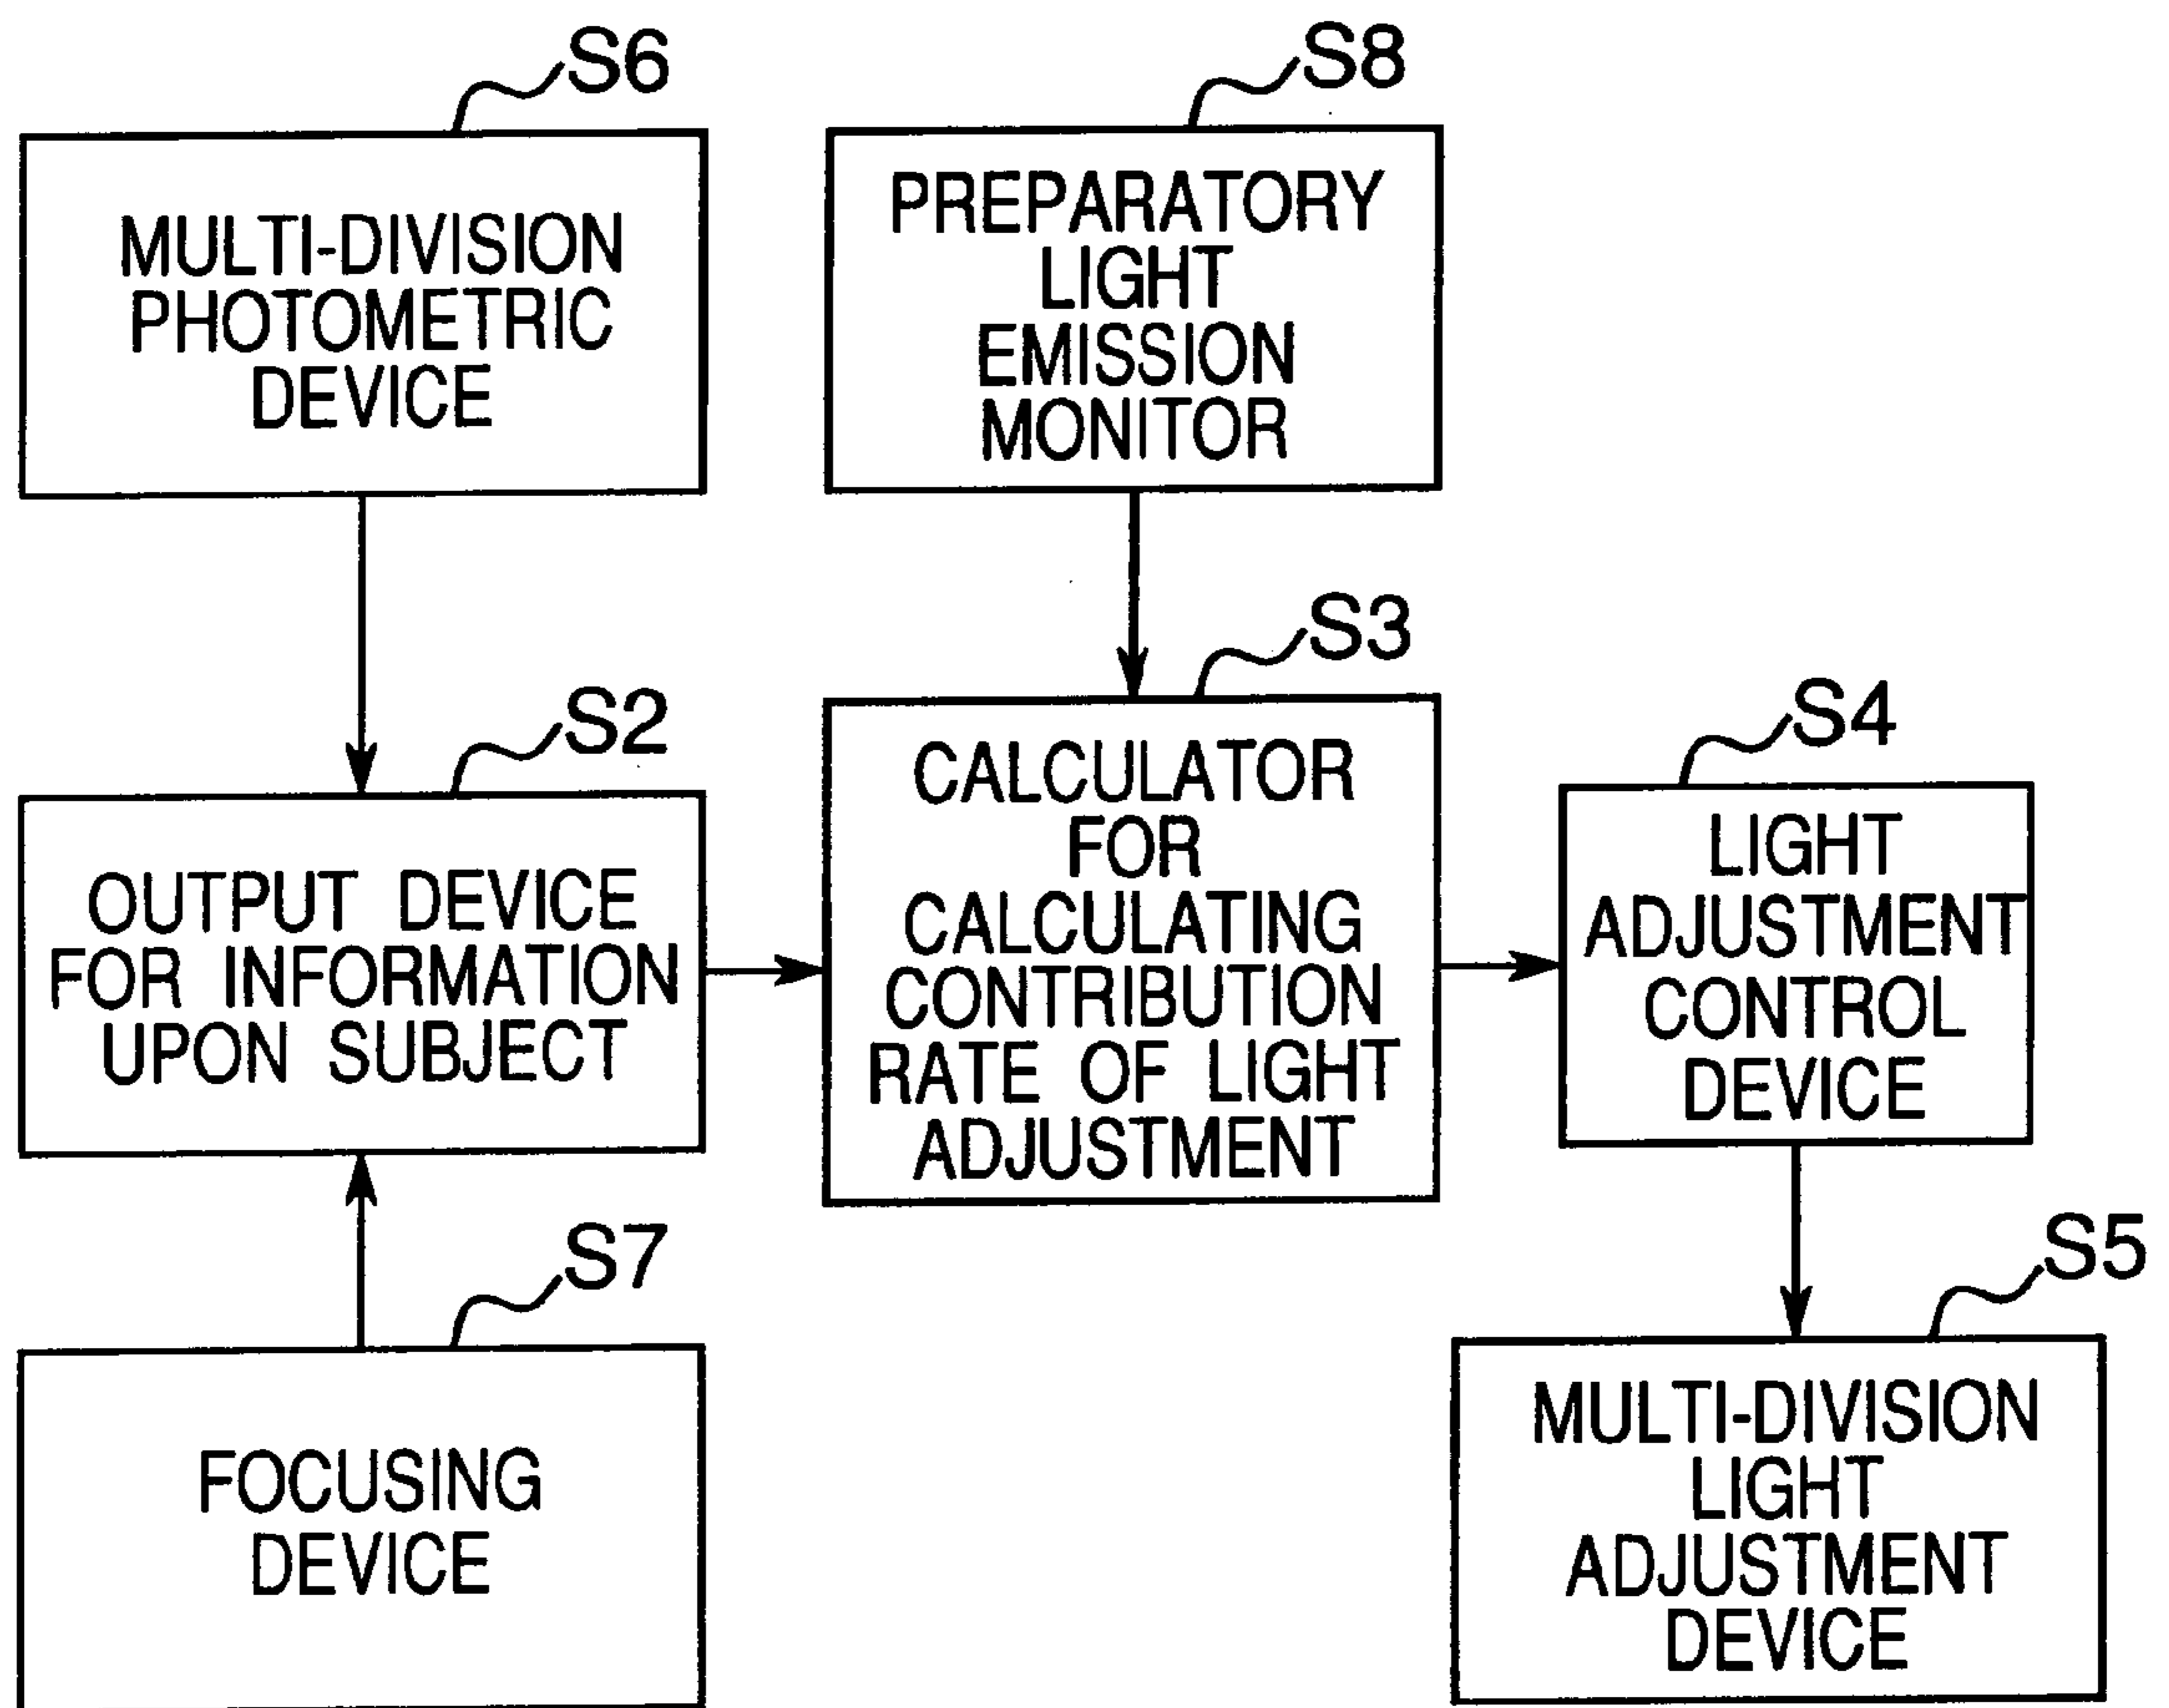 S6
MULTI-DIVISION
PHOTOMETRIC
DEVICE
S8
PREPARATORY
LIGHT
EMISSION
MONITOR
S2
OUTPUT DEVICE
FOR INFORMATION
UPON SUBJECT
S3
CALCULATOR
FOR
CALCULATING
CONTRIBUTION
RATE OF LIGHT
ADJUSTMENT
S4
LIGHT
ADJUSTMENT
CONTROL
DEVICE
S7
FOCUSING
DEVICE
S5
MULTI-DIVISION
LIGHT
ADJUSTMENT
DEVICE